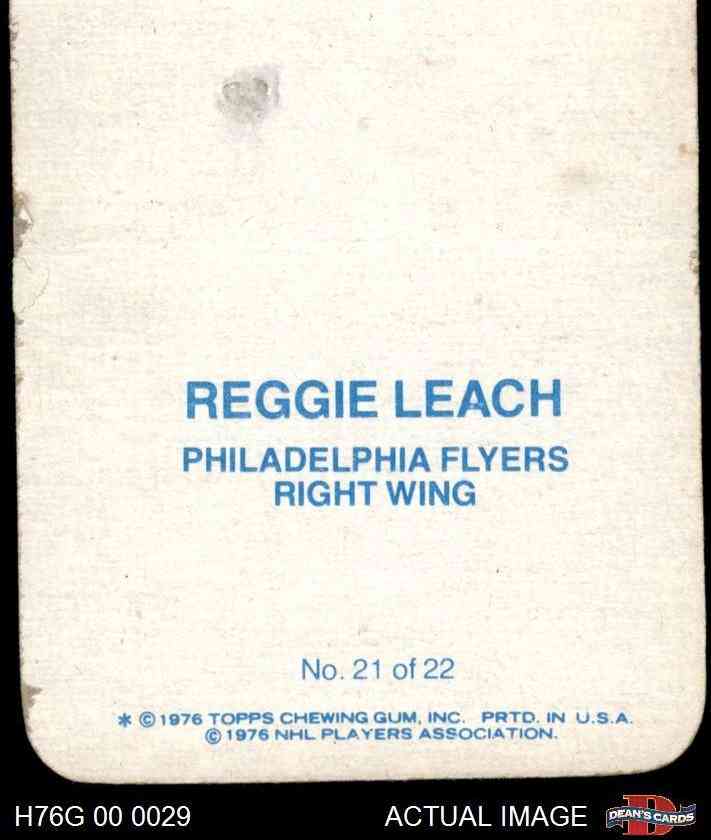 REGGIE LEACH
PHILADELPHIA FLYERS
RIGHT WING
No. 21 of 22
* ©1976 TOPPS CHEWING GUM, INC. PRTD. IN U.S.A.
©1976 NHL PLAYERS ASSOCIATION.
H76G 00 0029 ACTUAL IMAGE DEAN'S CARDS